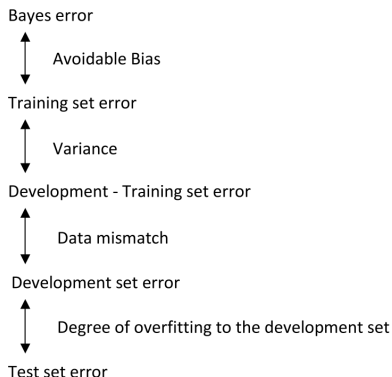 Bayes error
Avoidable Bias
Training set error
Variance
Development - Training set error
Data mismatch
Development set error
Degree of overfitting to the development set
Test set error